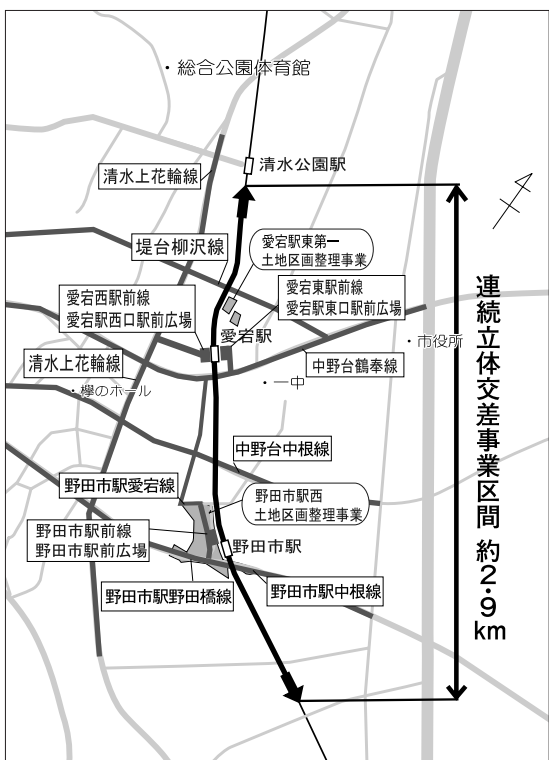 ・総合公園体育館
清水公園駅
清水上花輪線
堤台柳沢線
愛宕駅東第一
土地区画整理事業
愛宕西駅前線
愛宕駅西口駅前広場
愛宕東駅前線
愛宕駅東口駅前広場
愛宕駅
・市役所
清水上花輪線
中野台鶴奉線
・一中
・欅のホール
中野台中根線
野田市駅愛宕線
野田市駅西
土地区画整理事業
野田市駅前線
野田市駅前広場
野田市駅
野田市駅野田橋線
野田市駅中根線
連続立体交差事業区間 約2・9km